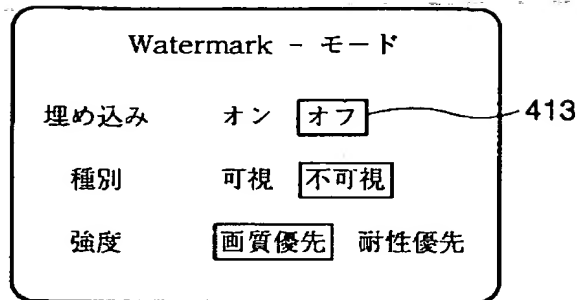 Watermark - モード
埋め込み オン オフ 413
種別 可視 不可視
強度 画質優先 耐性優先